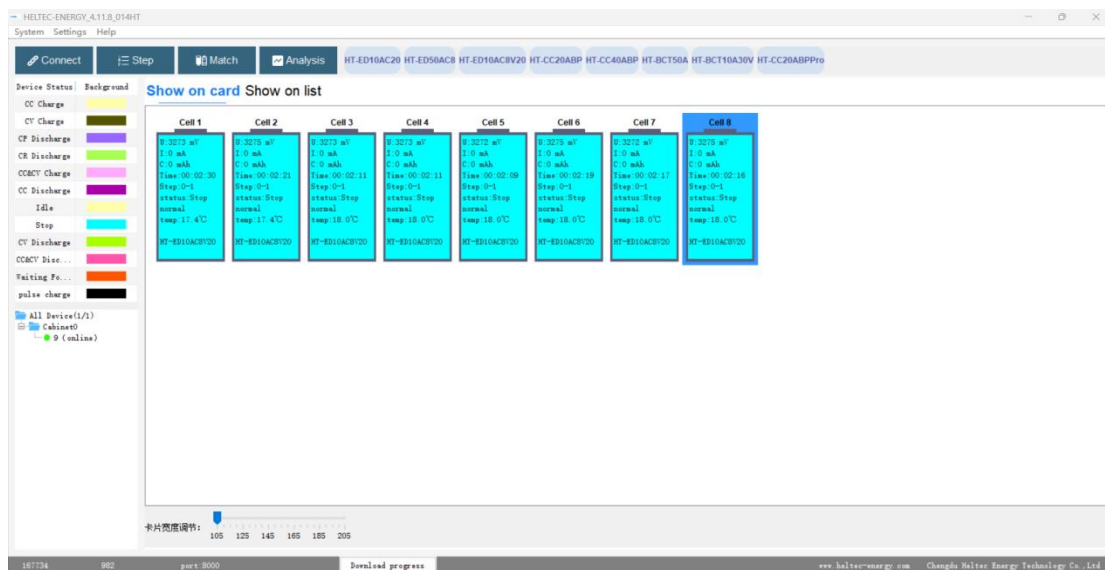 HELTEC-ENERGY_4.11.8_014HT
System Settings Help
Connect Step Match Analysis HT-ED10AC20 HT-ED50AC8 HT-ED10AC8V20 HT-CC20ABP HT-CC40ABP HT-BCT50A HT-BCT10A30V HT-CC20ABPPro
Device Status Background
CC Charge
CV Charge
CP Discharge
CR Discharge
CC&CV Charge
CC Discharge
Idle
Stop
CV Discharge
CC&CV Disc...
Waiting Fo...
pulse charge
All Device(1/1)
Cabinet0
9 (online)
Show on card Show on list
Cell 1
U:3273 mV
I:0 mA
C:0 mAh
Time:00:02:30
Step:0-1
status:Stop
normal
temp:17.4℃
HT-ED10AC8V20
Cell 2
U:3275 mV
I:0 mA
C:0 mAh
Time:00:02:21
Step:0-1
status:Stop
normal
temp:17.4℃
HT-ED10AC8V20
Cell 3
U:3273 mV
I:0 mA
C:0 mAh
Time:00:02:11
Step:0-1
status:Stop
normal
temp:18.0℃
HT-ED10AC8V20
Cell 4
U:3273 mV
I:0 mA
C:0 mAh
Time:00:02:11
Step:0-1
status:Stop
normal
temp:18.0℃
HT-ED10AC8V20
Cell 5
U:3272 mV
I:0 mA
C:0 mAh
Time:00:02:09
Step:0-1
status:Stop
normal
temp:18.0℃
HT-ED10AC8V20
Cell 6
U:3275 mV
I:0 mA
C:0 mAh
Time:00:02:19
Step:0-1
status:Stop
normal
temp:18.0℃
HT-ED10AC8V20
Cell 7
U:3272 mV
I:0 mA
C:0 mAh
Time:00:02:17
Step:0-1
status:Stop
normal
temp:18.0℃
HT-ED10AC8V20
Cell 8
U:3275 mV
I:0 mA
C:0 mAh
Time:00:02:16
Step:0-1
status:Stop
normal
temp:18.0℃
HT-ED10AC8V20
卡片宽度调节:
105 125 145 165 185 205
167734 982 port:8000 Download progress www.heltec-energy.com Chengdu Heltec Energy Technology Co.,Ltd